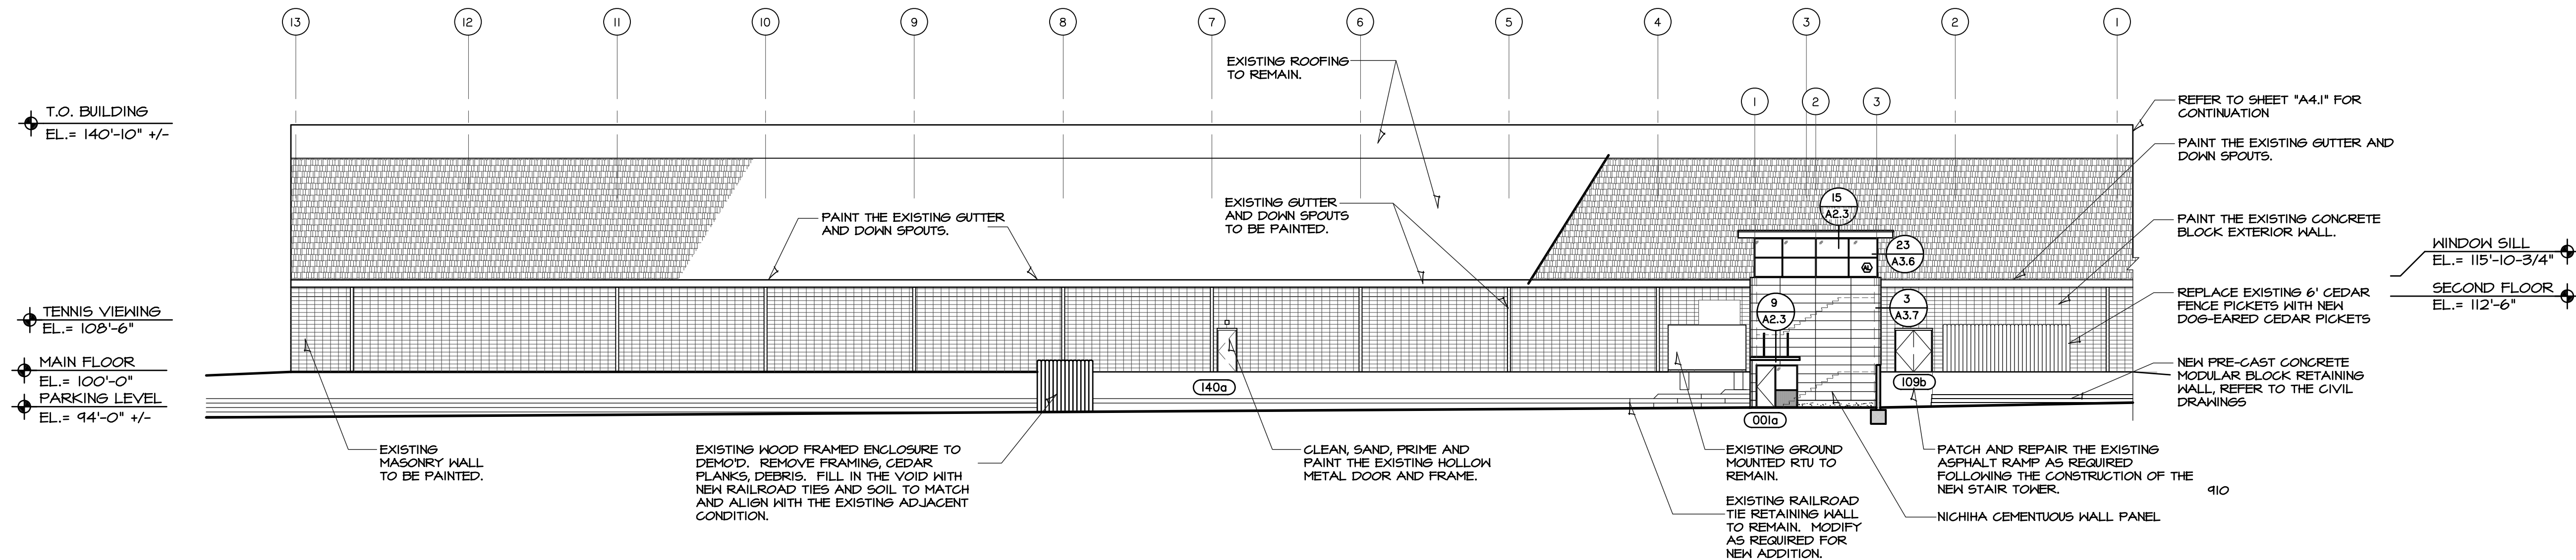 13
12
11
10
9
8
7
6
5
4
3
2
1
EXISTING ROOFING
TO REMAIN.
1
2
3
T.O. BUILDING
EL.= 140'-10" +/-
REFER TO SHEET "A4.1" FOR
CONTINUATION
PAINT THE EXISTING GUTTER AND
DOWN SPOUTS.
PAINT THE EXISTING GUTTER
AND DOWN SPOUTS.
EXISTING GUTTER
AND DOWN SPOUTS
TO BE PAINTED.
15
A2.3
23
A3.6
AL
PAINT THE EXISTING CONCRETE
BLOCK EXTERIOR WALL.
WINDOW SILL
EL.= 115'-10-3/4"
SECOND FLOOR
EL.= 112'-6"
TENNIS VIEWING
EL.= 108'-6"
9
A2.3
3
A3.7
REPLACE EXISTING 6' CEDAR
FENCE PICKETS WITH NEW
DOG-EARED CEDAR PICKETS
MAIN FLOOR
EL.= 100'-0"
PARKING LEVEL
EL.= 94'-0" +/-
140a
109b
001a
NEW PRE-CAST CONCRETE
MODULAR BLOCK RETAINING
WALL, REFER TO THE CIVIL
DRAWINGS
EXISTING
MASONRY WALL
TO BE PAINTED.
EXISTING WOOD FRAMED ENCLOSURE TO
DEMO'D. REMOVE FRAMING, CEDAR
PLANKS, DEBRIS. FILL IN THE VOID WITH
NEW RAILROAD TIES AND SOIL TO MATCH
AND ALIGN WITH THE EXISTING ADJACENT
CONDITION.
CLEAN, SAND, PRIME AND
PAINT THE EXISTING HOLLOW
METAL DOOR AND FRAME.
EXISTING GROUND
MOUNTED RTU TO
REMAIN.
EXISTING RAILROAD
TIE RETAINING WALL
TO REMAIN. MODIFY
AS REQUIRED FOR
NEW ADDITION.
PATCH AND REPAIR THE EXISTING
ASPHALT RAMP AS REQUIRED
FOLLOWING THE CONSTRUCTION OF THE
NEW STAIR TOWER.
910
NICHIHA CEMENTUOUS WALL PANEL